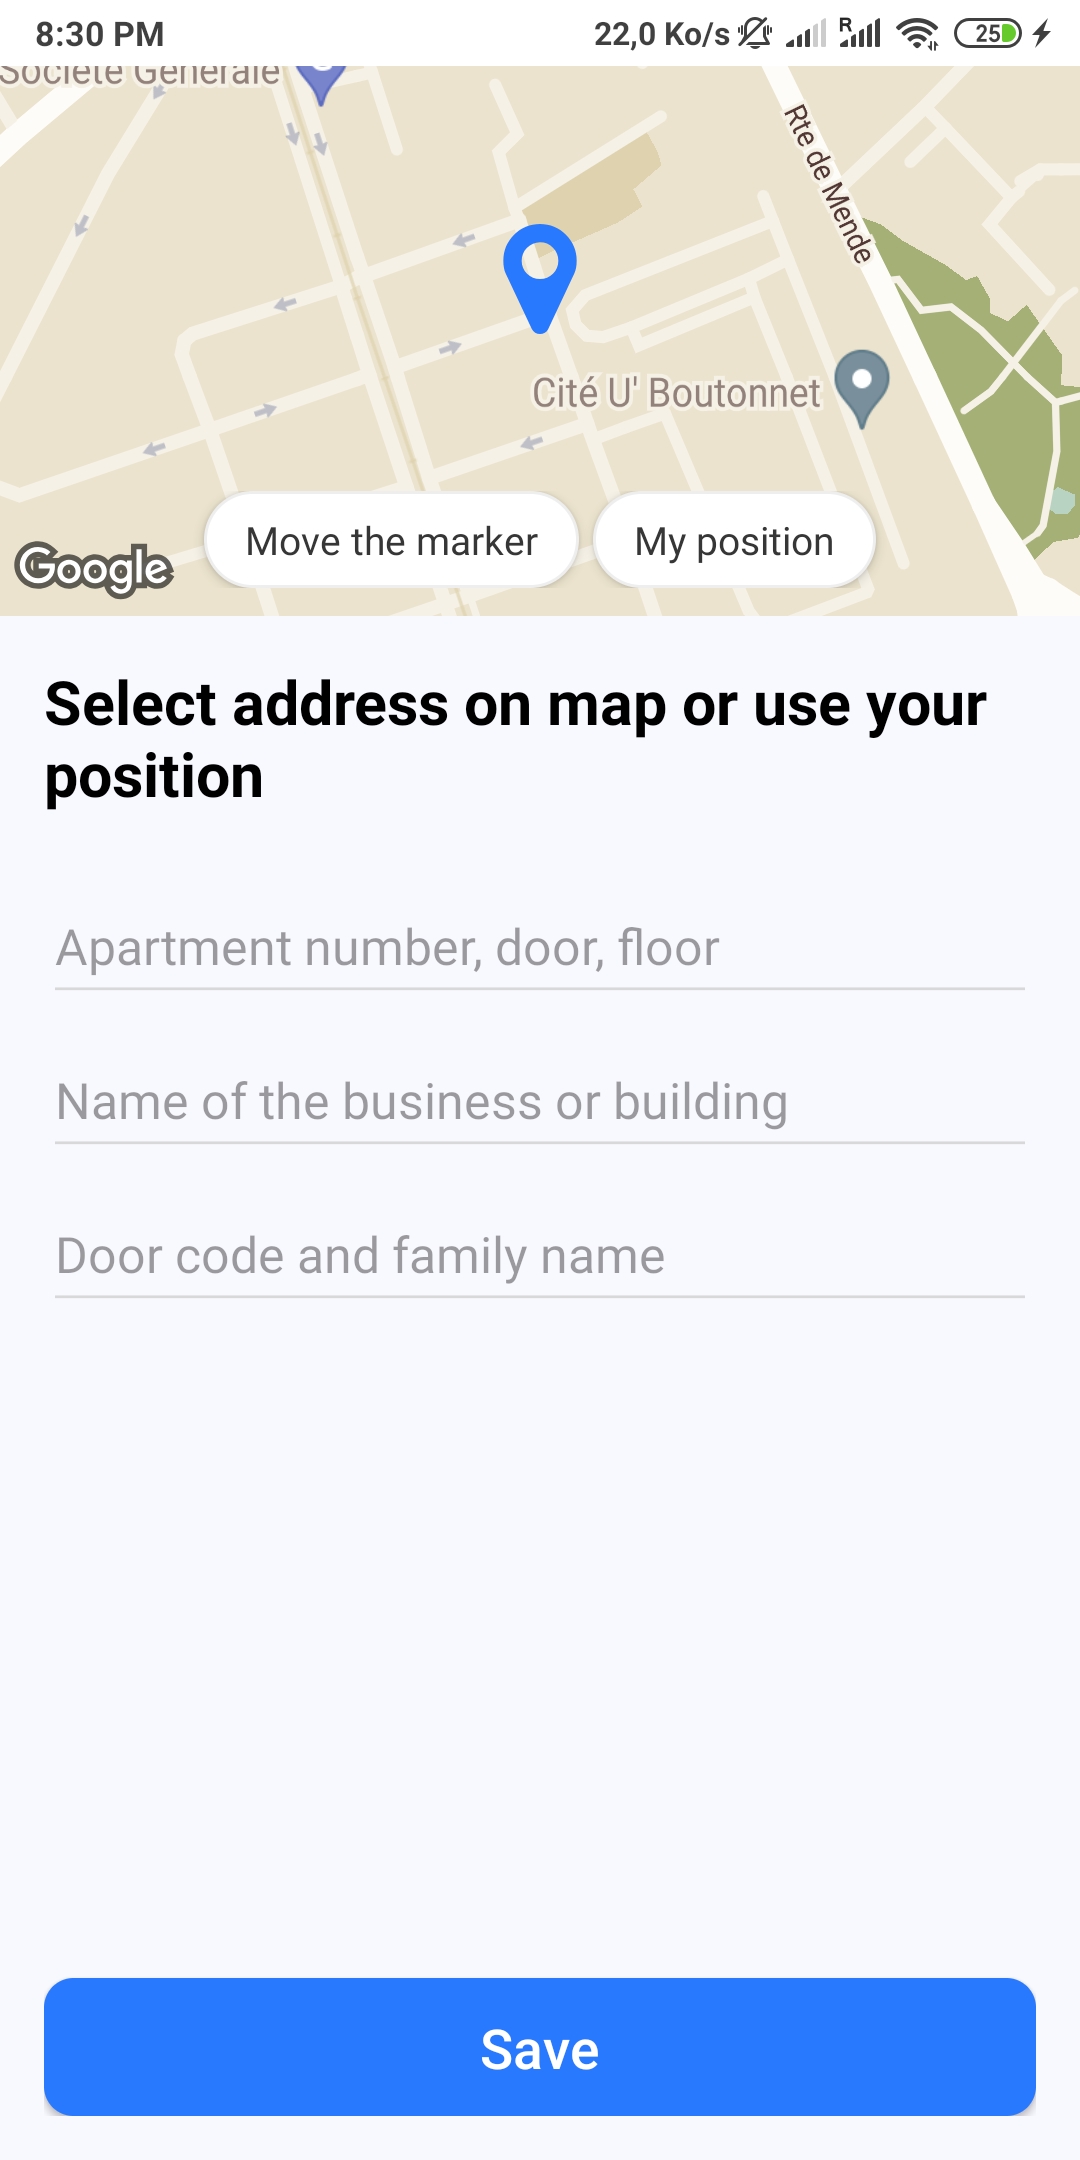 8:30 PM 22,0 Ko/s R 25
Société Générale
Rte de Mende
Cité U' Boutonnet
Move the marker My position
Google
Select address on map or use your
position
Apartment number, door, floor
Name of the business or building
Door code and family name
Save